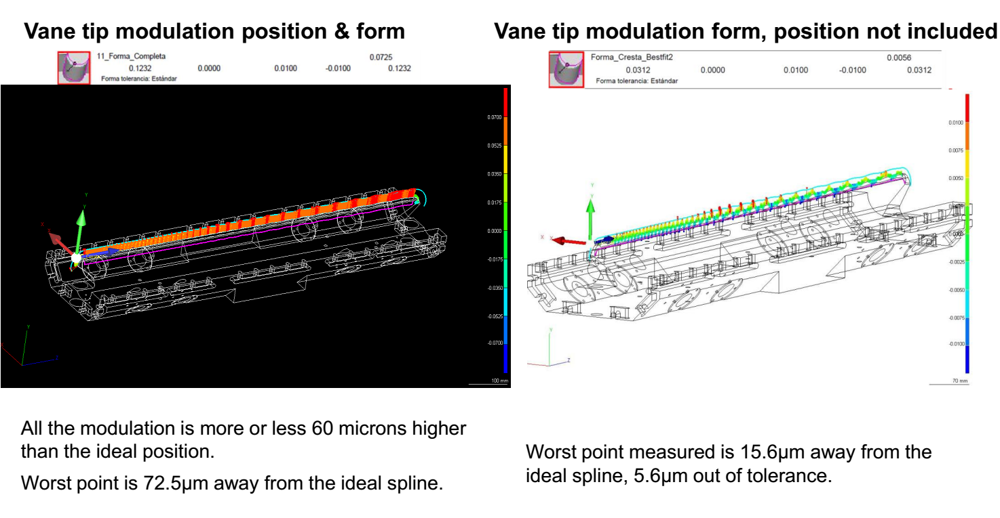 Vane tip modulation position & form
11_Forma_Completa 0.0725
0.1232 0.0000 0.0100 -0.0100 0.1232
Forma tolerancia: Estándar
0.0700
0.0525
0.0350
0.0175
0.0000
-0.0175
-0.0350
-0.0525
-0.0700
Y
Y
X
X
Y
X
Z
100 mm
All the modulation is more or less 60 microns higher
than the ideal position.
Worst point is 72.5µm away from the ideal spline.
Vane tip modulation form, position not included
Forma_Cresta_Bestfit2 0.0056
0.0312 0.0000 0.0100 -0.0100 0.0312
Forma tolerancia: Estándar
0.0100
0.0075
0.0050
-0.0025
-0.0050
-0.0075
-0.0100
Y
Y
X
X
Y
Z
70 mm
Worst point measured is 15.6µm away from the
ideal spline, 5.6µm out of tolerance.